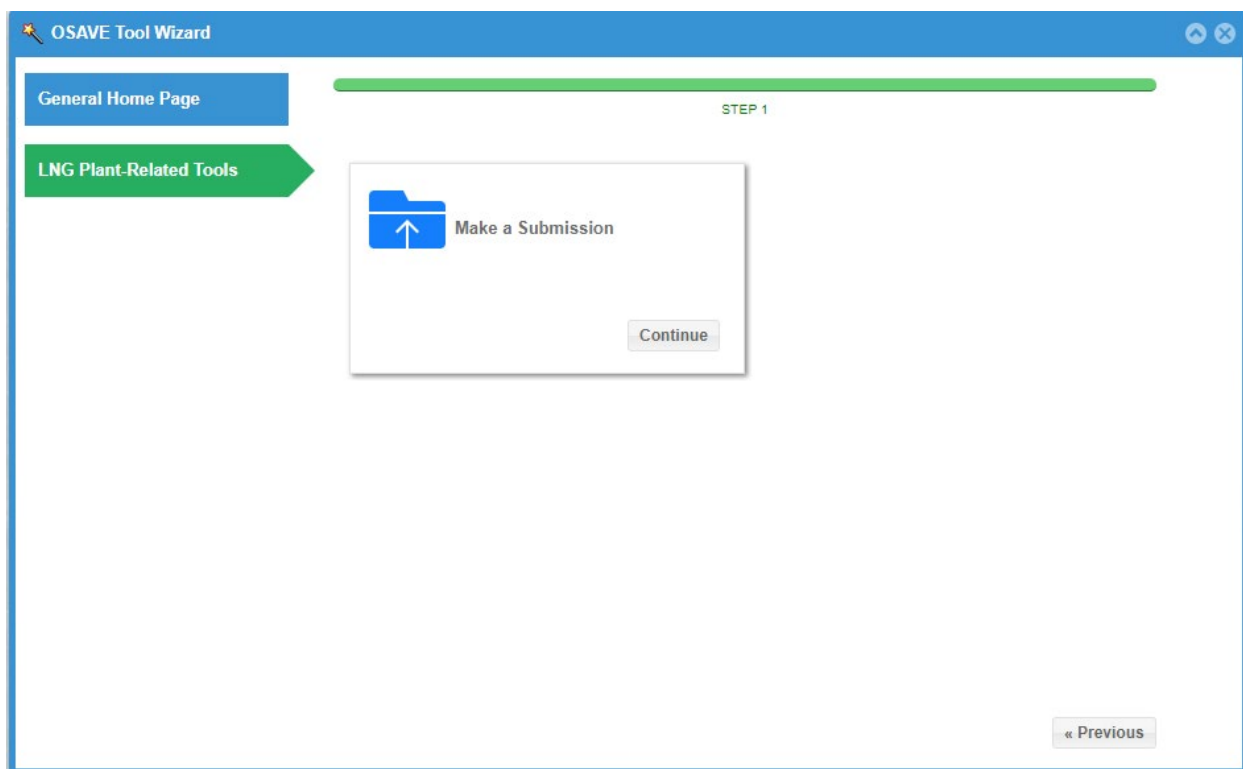 OSAVE Tool Wizard
General Home Page
STEP 1
LNG Plant-Related Tools
Make a Submission
Continue
« Previous